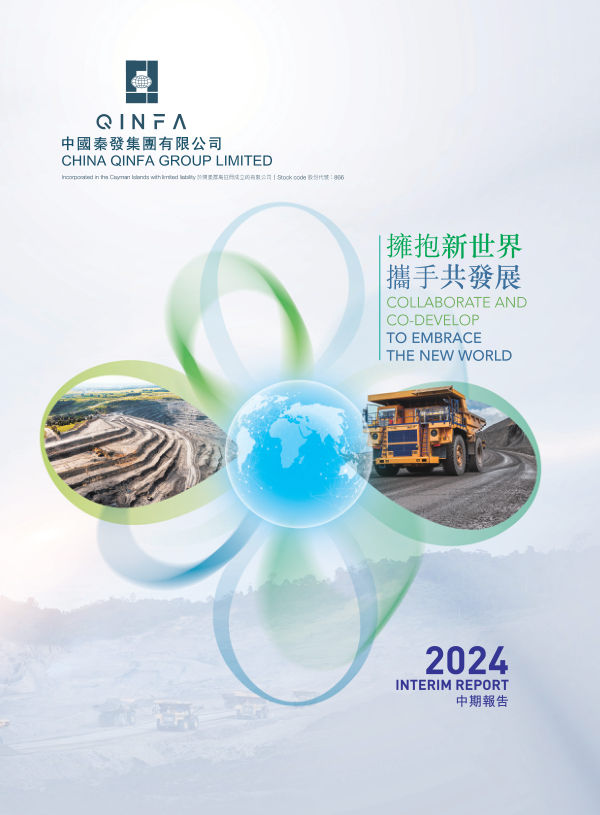 QINFA
中國秦發集團有限公司
CHINA QINFA GROUP LIMITED
Incorporated in the Cayman Islands with limited liability 於開曼群島註冊成立的有限公司 | Stock code 股份代號：866
擁抱新世界
攜手共發展
COLLABORATE AND
CO-DEVELOP
TO EMBRACE
THE NEW WORLD
2024
INTERIM REPORT
中期報告